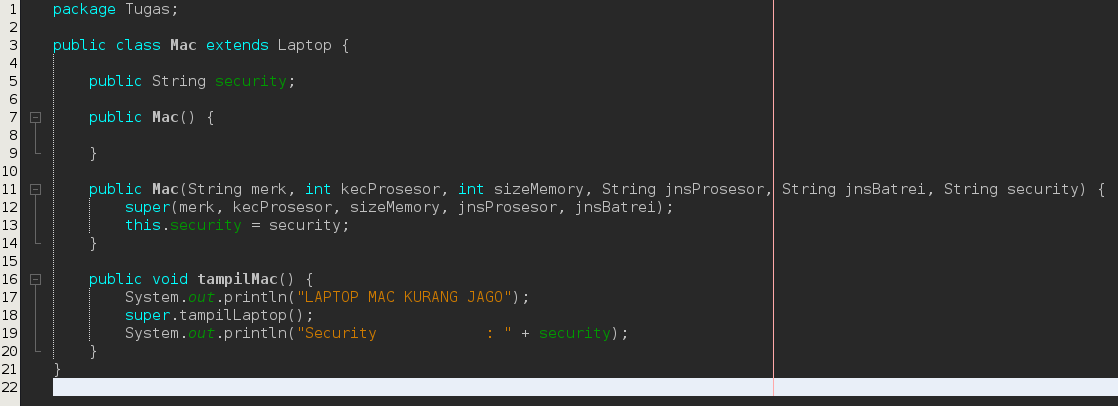 1 package Tugas;
2
3 public class Mac extends Laptop {
4
5     public String security;
6
7     public Mac() {
8
9     }
10
11     public Mac(String merk, int kecProsesor, int sizeMemory, String jnsProsesor, String jnsBatrei, String security) {
12         super(merk, kecProsesor, sizeMemory, jnsProsesor, jnsBatrei);
13         this.security = security;
14     }
15
16     public void tampilMac() {
17         System.out.println("LAPTOP MAC KURANG JAGO");
18         super.tampilLaptop();
19         System.out.println("Security            : " + security);
20     }
21 }
22